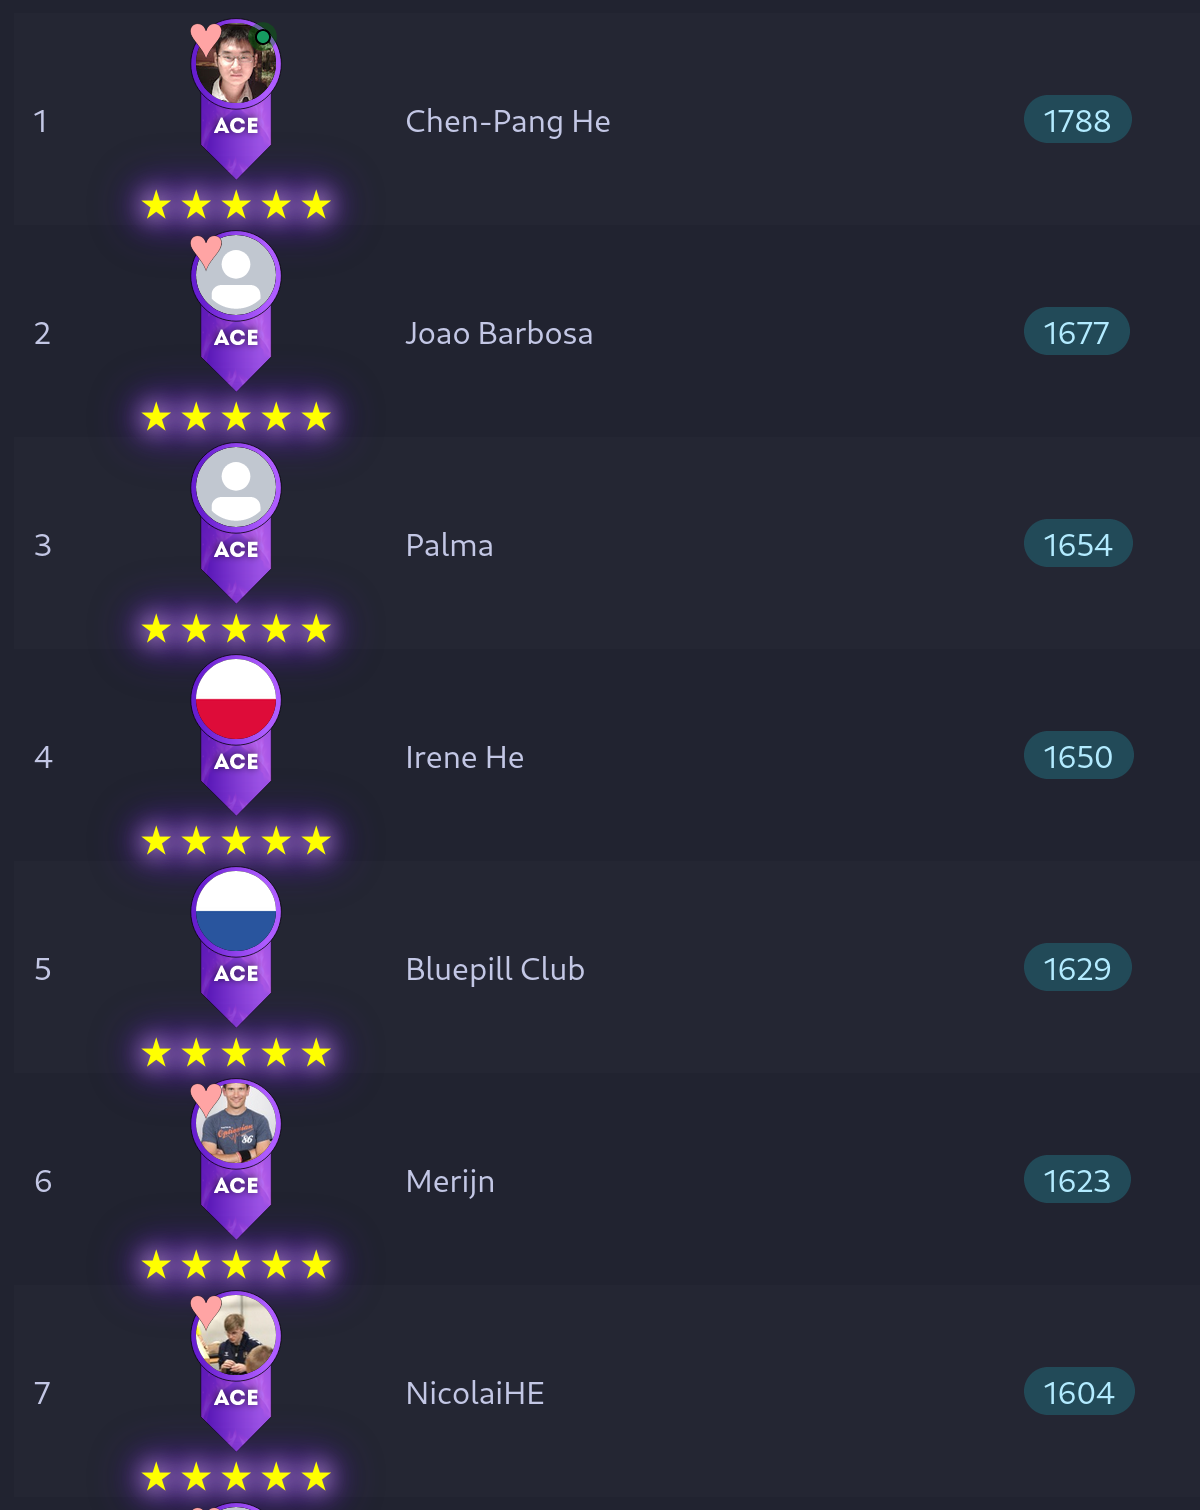 1 ACE Chen-Pang He 1788
2 ACE Joao Barbosa 1677
3 ACE Palma 1654
4 ACE Irene He 1650
5 ACE Bluepill Club 1629
6 ACE Merijn 1623
7 ACE NicolaiHE 1604